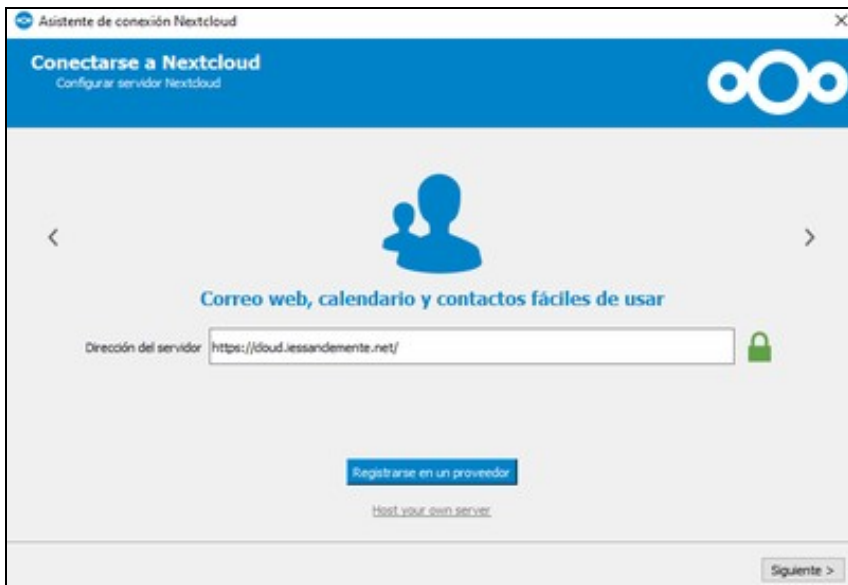 Asistente de conexión Nextcloud
Conectarse a Nextcloud
Configurar servidor Nextcloud
Correo web, calendario y contactos fáciles de usar
Dirección del servidor https://cloud.iessanclemente.net/
Registrarse en un proveedor
Host your own server
Siguiente >